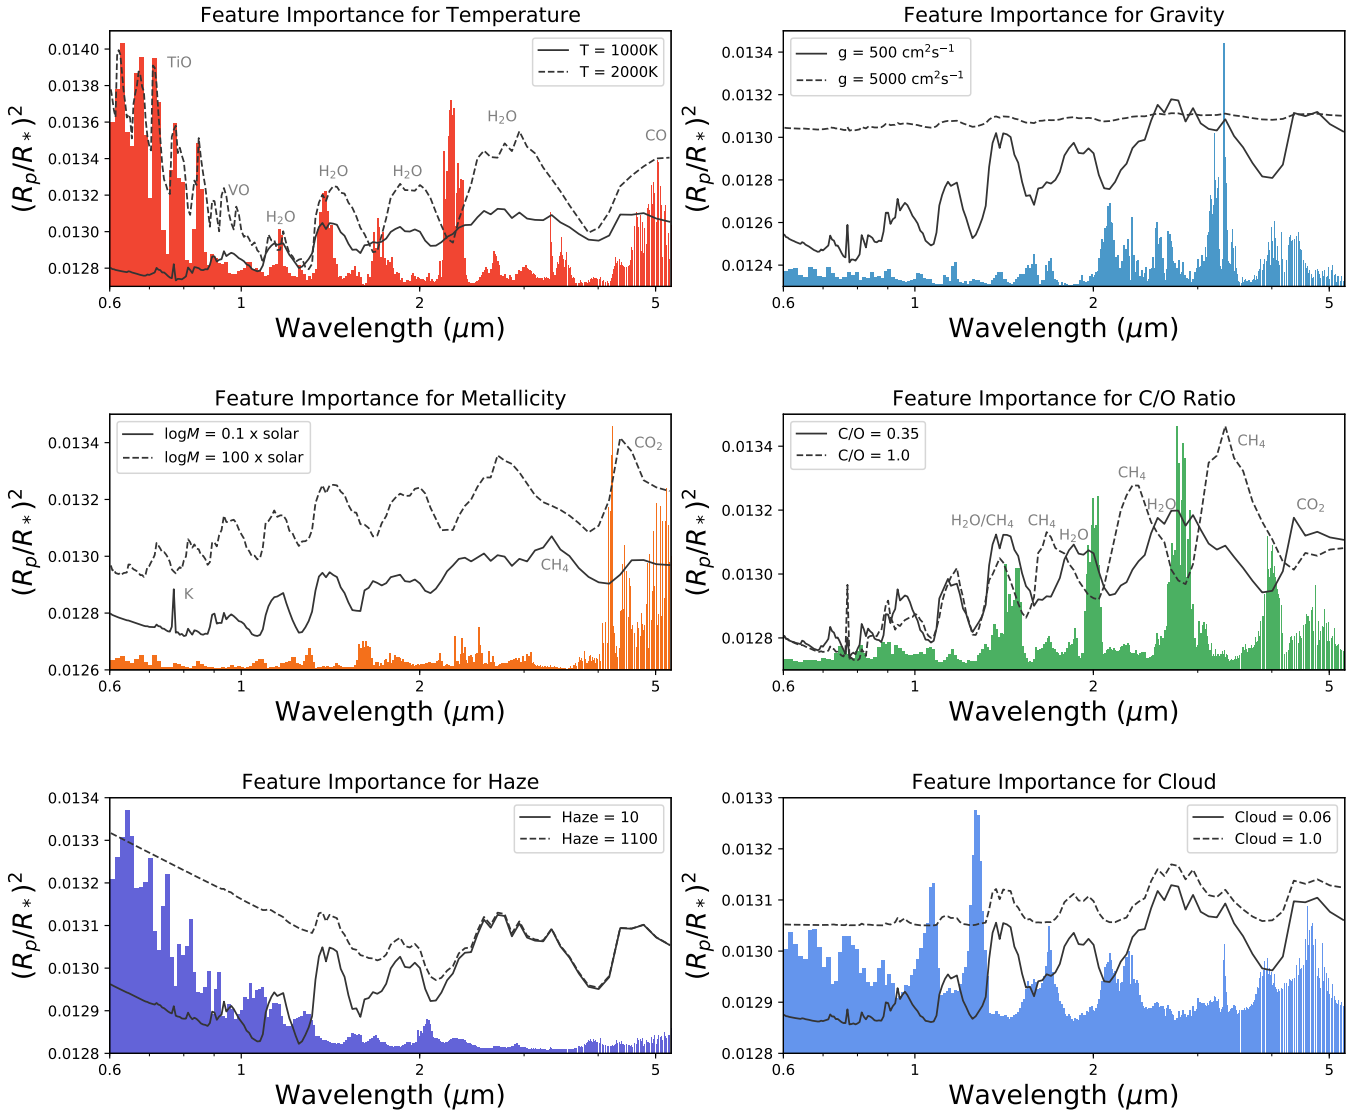 Feature Importance for Temperature
0.0140
0.0138
0.0136
0.0134
0.0132
0.0130
0.0128
(R_p/R_*)^2
TiO
VO
H₂O
H₂O
H₂O
H₂O
CO
T = 1000K
T = 2000K
0.6
1
2
5
Wavelength (μm)
Feature Importance for Gravity
0.0134
0.0132
0.0130
0.0128
0.0126
0.0124
(R_p/R_*)^2
g = 500 cm²s⁻¹
g = 5000 cm²s⁻¹
0.6
1
2
5
Wavelength (μm)
Feature Importance for Metallicity
0.0134
0.0132
0.0130
0.0128
0.0126
(R_p/R_*)^2
logM = 0.1 x solar
logM = 100 x solar
CO₂
CH₄
K
0.6
1
2
5
Wavelength (μm)
Feature Importance for C/O Ratio
0.0134
0.0132
0.0130
0.0128
(R_p/R_*)^2
C/O = 0.35
C/O = 1.0
CH₄
CH₄
H₂O
CO₂
H₂O/CH₄
CH₄
H₂O
0.6
1
2
5
Wavelength (μm)
Feature Importance for Haze
0.0134
0.0133
0.0132
0.0131
0.0130
0.0129
0.0128
(R_p/R_*)^2
Haze = 10
Haze = 1100
0.6
1
2
5
Wavelength (μm)
Feature Importance for Cloud
0.0133
0.0132
0.0131
0.0130
0.0129
0.0128
(R_p/R_*)^2
Cloud = 0.06
Cloud = 1.0
0.6
1
2
5
Wavelength (μm)